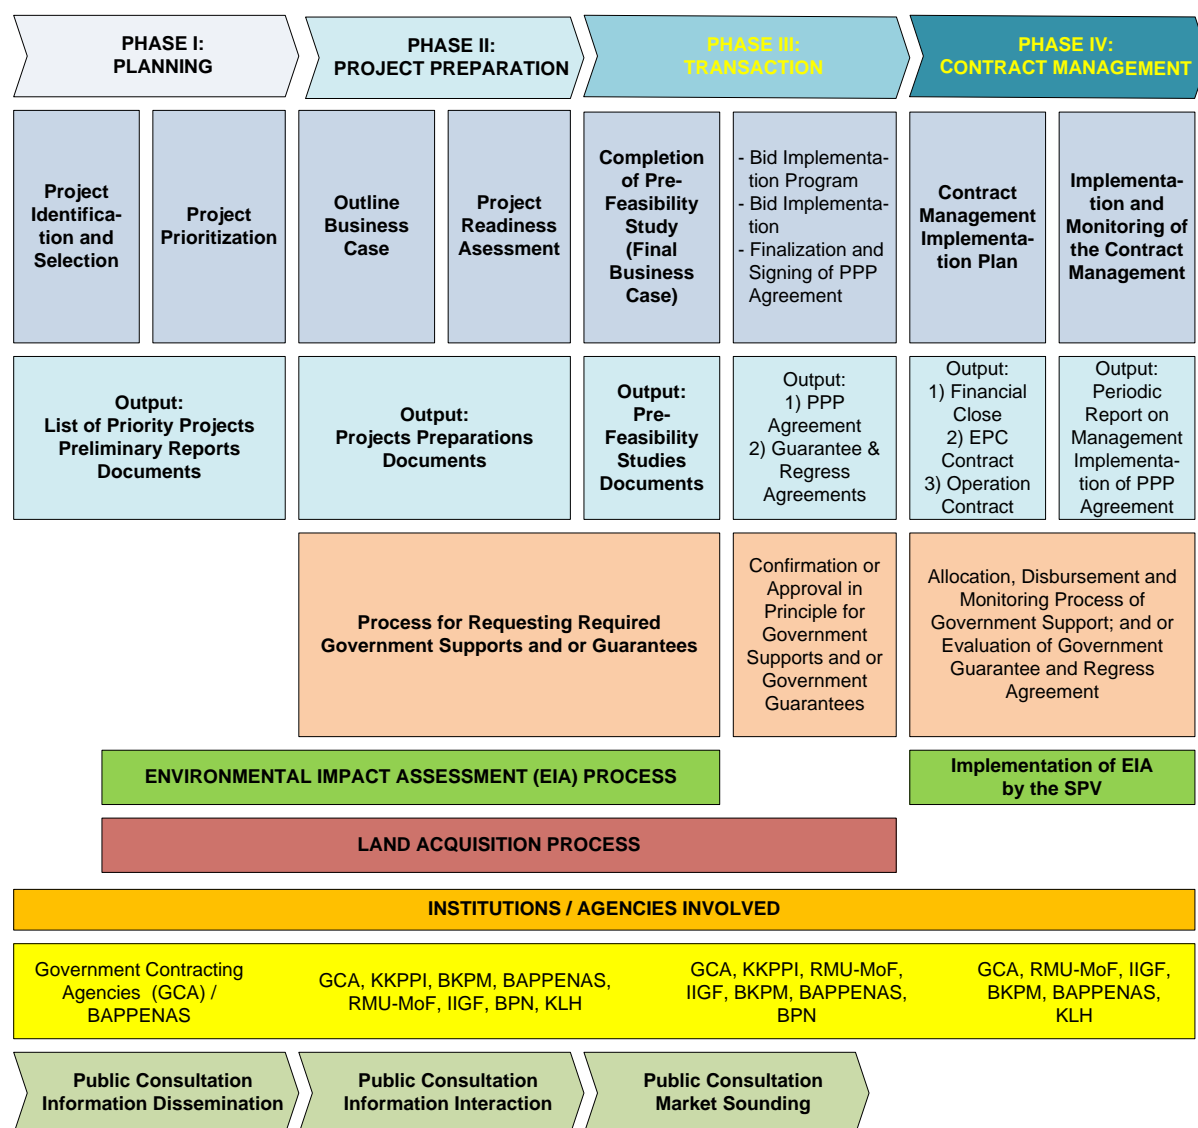 PHASE I:
PLANNING
PHASE II:
PROJECT PREPARATION
PHASE III:
TRANSACTION
PHASE IV:
CONTRACT MANAGEMENT
Project
Identifica-
tion and
Selection
Project
Prioritization
Outline
Business
Case
Project
Readiness
Asessment
Completion
of Pre-
Feasibility
Study
(Final
Business
Case)
- Bid Implementa-
tion Program
- Bid Implementa-
tion
- Finalization and
Signing of PPP
Agreement
Contract
Management
Implementa-
tion Plan
Implementa-
tion and
Monitoring of
the Contract
Management
Output:
List of Priority Projects
Preliminary Reports
Documents
Output:
Projects Preparations
Documents
Output:
Pre-
Feasibility
Studies
Documents
Output:
1) PPP
Agreement
2) Guarantee &
Regress
Agreements
Output:
1) Financial
Close
2) EPC
Contract
3) Operation
Contract
Output:
Periodic
Report on
Management
Implementa-
tion of PPP
Agreement
Process for Requesting Required
Government Supports and or Guarantees
Confirmation or
Approval in
Principle for
Government
Supports and or
Government
Guarantees
Allocation, Disbursement and
Monitoring Process of
Government Support; and or
Evaluation of Government
Guarantee and Regress
Agreement
ENVIRONMENTAL IMPACT ASSESSMENT (EIA) PROCESS
Implementation of EIA
by the SPV
LAND ACQUISITION PROCESS
INSTITUTIONS / AGENCIES INVOLVED
Government Contracting
Agencies (GCA) /
BAPPENAS
GCA, KKPPI, BKPM, BAPPENAS,
RMU-MoF, IIGF, BPN, KLH
GCA, KKPPI, RMU-MoF,
IIGF, BKPM, BAPPENAS,
BPN
GCA, RMU-MoF, IIGF,
BKPM, BAPPENAS,
KLH
Public Consultation
Information Dissemination
Public Consultation
Information Interaction
Public Consultation
Market Sounding